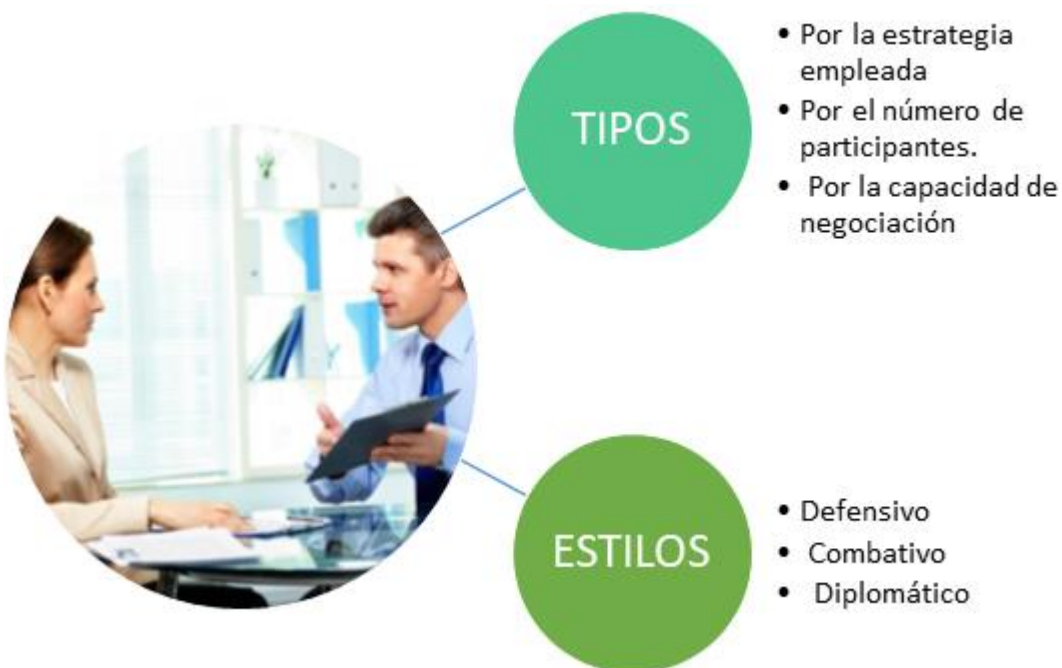 TIPOS
• Por la estrategia
empleada
• Por el número de
participantes.
• Por la capacidad de
negociación
ESTILOS
• Defensivo
• Combativo
• Diplomático